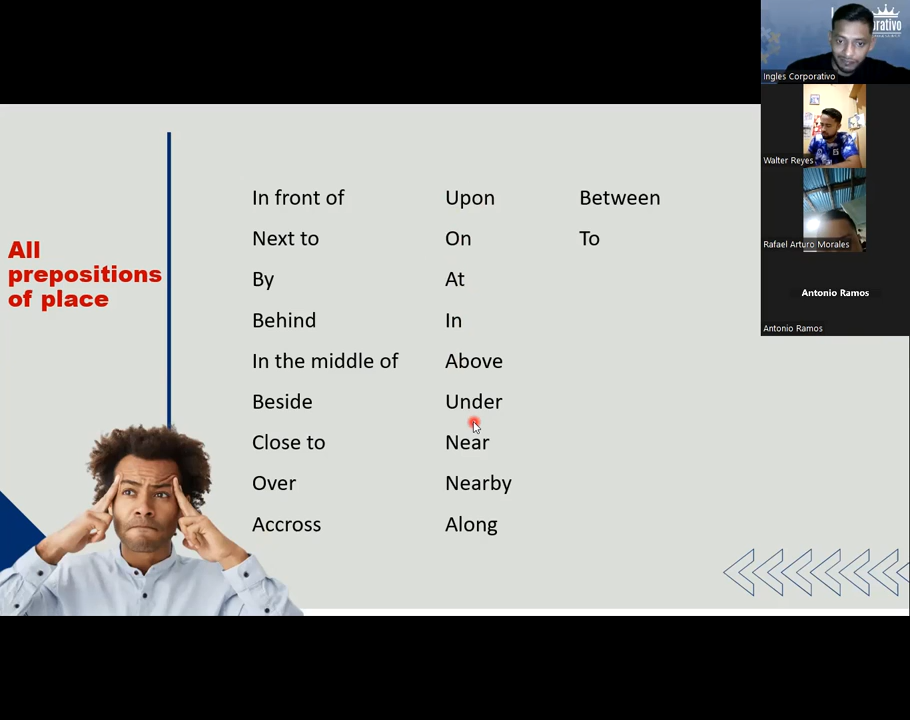 orativo
Ingles Corporativo
Walter Reyes
Rafael Arturo Morales
Antonio Ramos
Antonio Ramos
All
prepositions
of place
In front of
Next to
By
Behind
In the middle of
Beside
Close to
Over
Accross
Upon
On
At
In
Above
Under
Near
Nearby
Along
Between
To